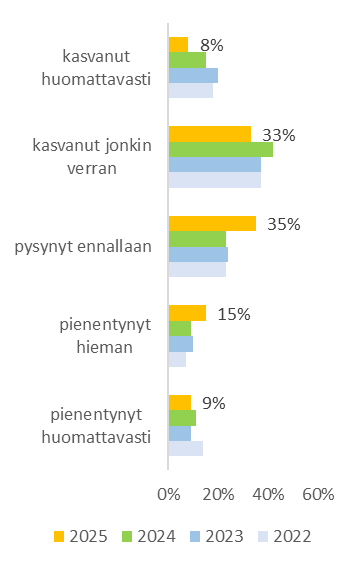 kasvanut
huomattavasti
8%
kasvanut jonkin
verran
33%
pysynyt ennallaan
35%
pienentynyt
hieman
15%
pienentynyt
huomattavasti
9%
0% 20% 40% 60%
2025 2024 2023 2022